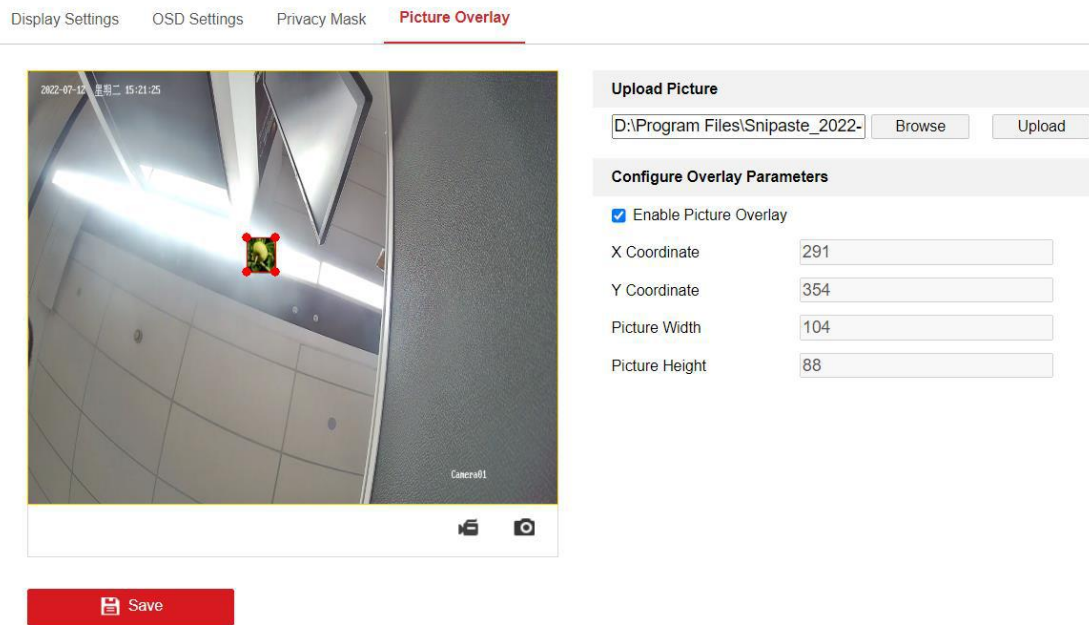 Display Settings OSD Settings Privacy Mask Picture Overlay
2022-07-12 星期二 15:21:25
Camera01
Upload Picture
D:\Program Files\Snipaste_2022- Browse Upload
Configure Overlay Parameters
Enable Picture Overlay
X Coordinate 291
Y Coordinate 354
Picture Width 104
Picture Height 88
Save